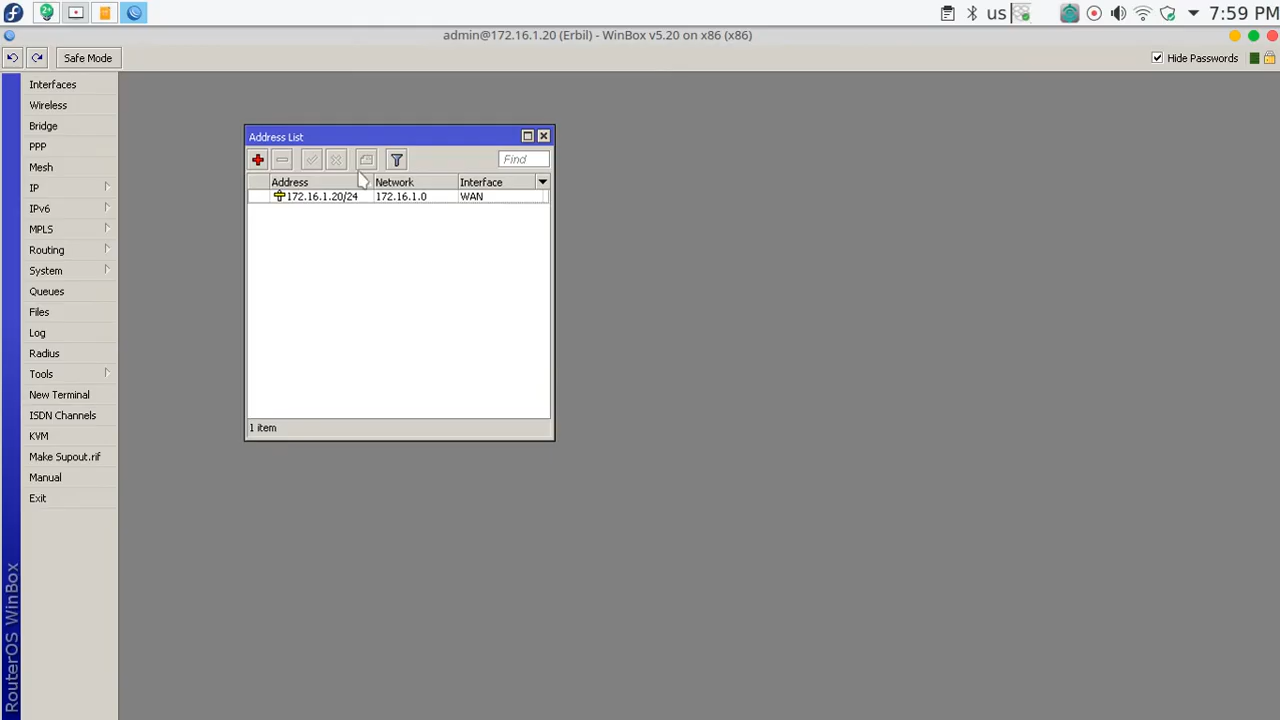 us
7:59 PM
admin@172.16.1.20 (Erbil) - WinBox v5.20 on x86 (x86)
Safe Mode
Hide Passwords
Interfaces
Wireless
Bridge
PPP
Mesh
IP
IPv6
MPLS
Routing
System
Queues
Files
Log
Radius
Tools
New Terminal
ISDN Channels
KVM
Make Supout.rif
Manual
Exit
RouterOS WinBox
Address List
Find
Address Network Interface
172.16.1.20/24 172.16.1.0 WAN
1 item